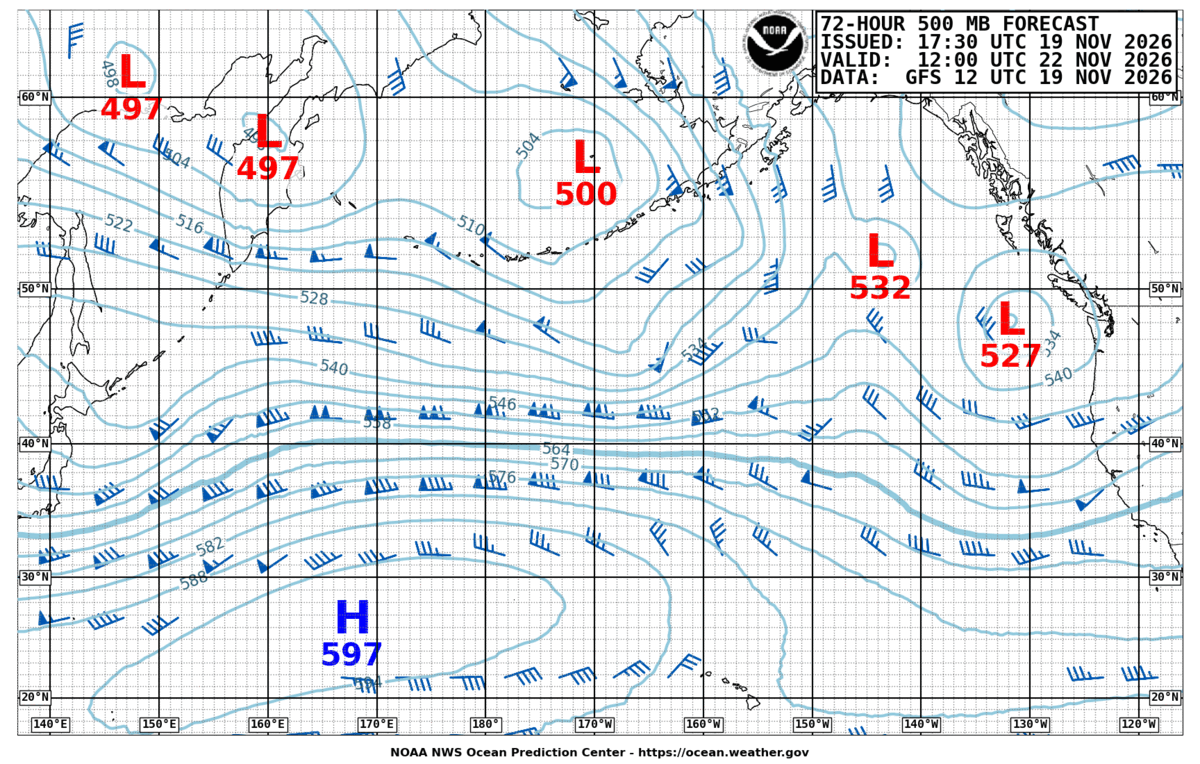 NOAA
72-HOUR 500 MB FORECAST
ISSUED: 17:30 UTC 19 NOV 2026
VALID: 12:00 UTC 22 NOV 2026
DATA: GFS 12 UTC 19 NOV 2026
60°N
60°N
498
L
497
L
497
504
504
L
500
522
516
510
L
532
50°N
50°N
528
L
527
534
534
540
540
546
552
558
40°N
40°N
564
570
576
582
588
30°N
30°N
H
597
594
20°N
20°N
140°E
150°E
160°E
170°E
180°
170°W
160°W
150°W
140°W
130°W
120°W
NOAA NWS Ocean Prediction Center - https://ocean.weather.gov